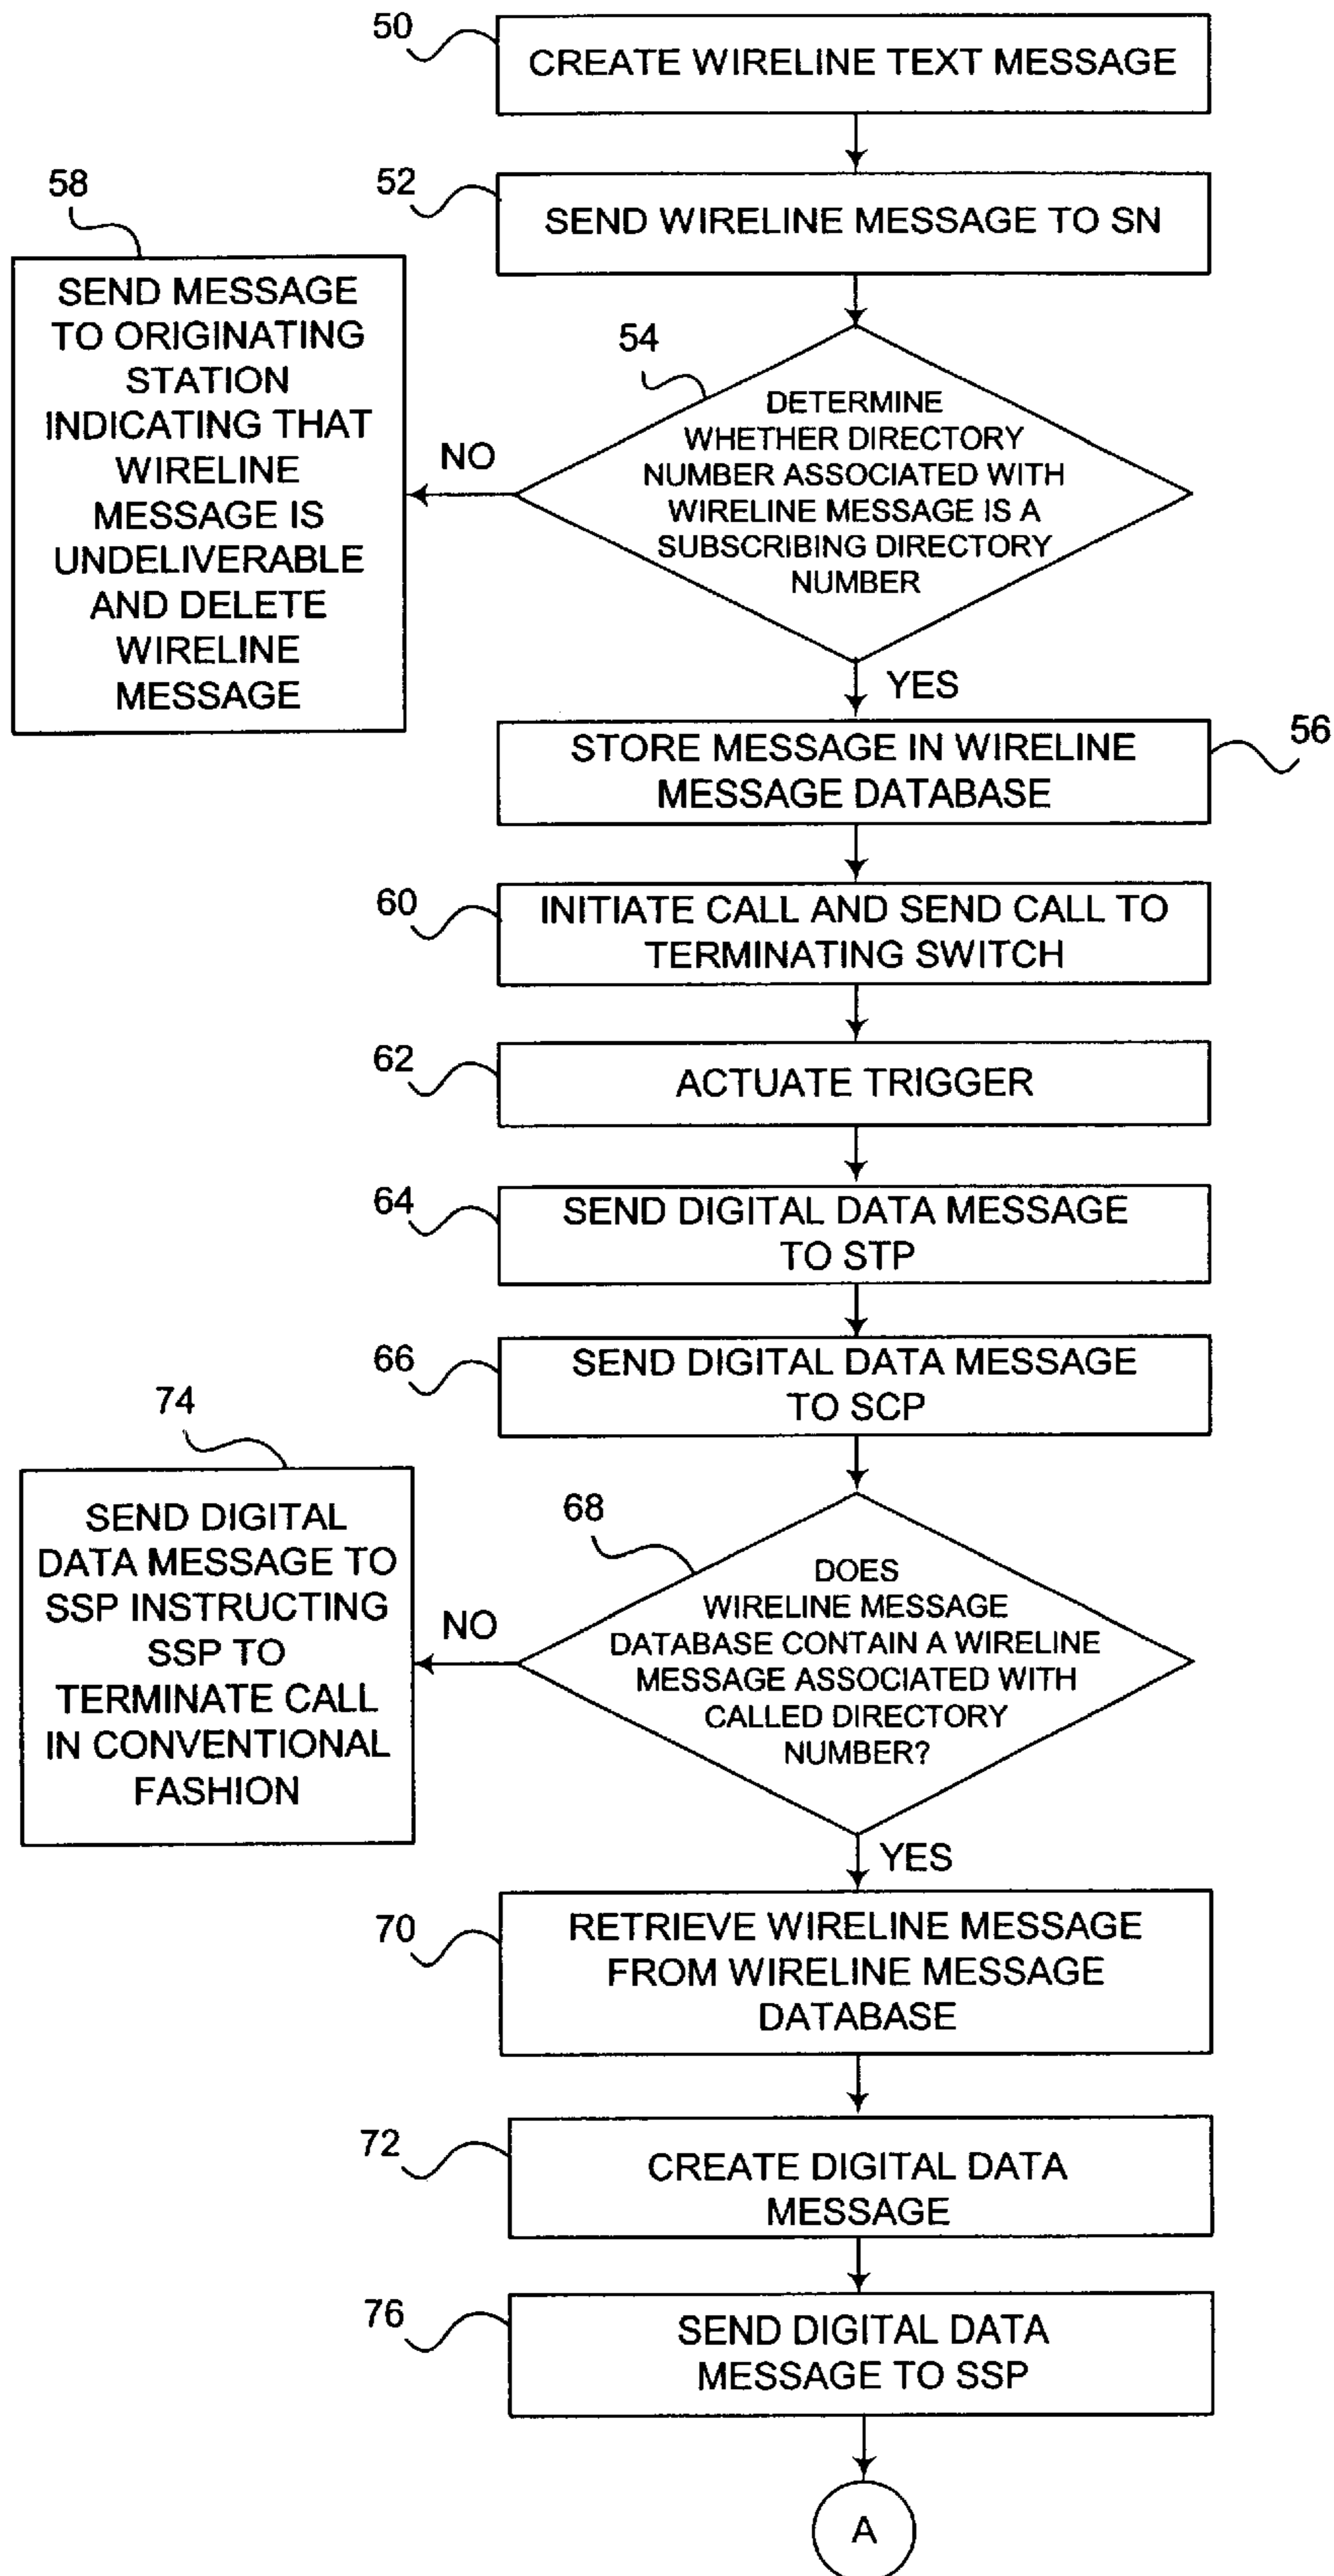 50
CREATE WIRELINE TEXT MESSAGE
52
SEND WIRELINE MESSAGE TO SN
58
SEND MESSAGE
TO ORIGINATING
STATION
INDICATING THAT
WIRELINE
MESSAGE IS
UNDELIVERABLE
AND DELETE
WIRELINE
MESSAGE
NO
54
DETERMINE
WHETHER DIRECTORY
NUMBER ASSOCIATED WITH
WIRELINE MESSAGE IS A
SUBSCRIBING DIRECTORY
NUMBER
YES
STORE MESSAGE IN WIRELINE
MESSAGE DATABASE
56
60
INITIATE CALL AND SEND CALL TO
TERMINATING SWITCH
62
ACTUATE TRIGGER
64
SEND DIGITAL DATA MESSAGE
TO STP
66
SEND DIGITAL DATA MESSAGE
TO SCP
74
SEND DIGITAL
DATA MESSAGE TO
SSP INSTRUCTING
SSP TO
TERMINATE CALL
IN CONVENTIONAL
FASHION
NO
68
DOES
WIRELINE MESSAGE
DATABASE CONTAIN A WIRELINE
MESSAGE ASSOCIATED WITH
CALLED DIRECTORY
NUMBER?
YES
70
RETRIEVE WIRELINE MESSAGE
FROM WIRELINE MESSAGE
DATABASE
72
CREATE DIGITAL DATA
MESSAGE
76
SEND DIGITAL DATA
MESSAGE TO SSP
A